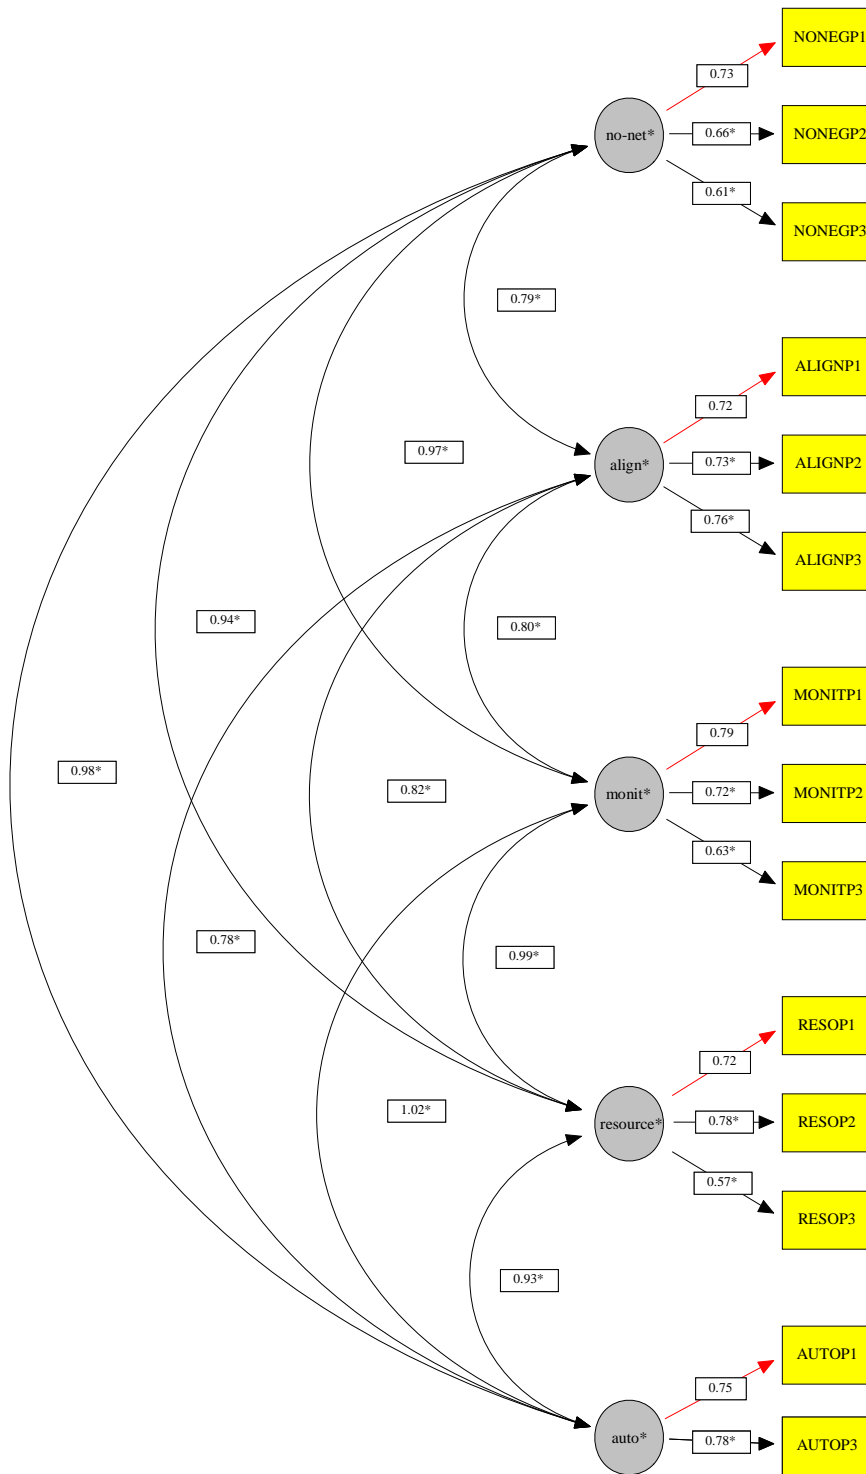 NONEGP1
0.73
no-net*
0.66*
NONEGP2
0.61*
NONEGP3
0.79*
ALIGNP1
0.72
0.97*
align*
0.73*
ALIGNP2
0.76*
ALIGNP3
0.94*
0.80*
MONITP1
0.79
0.98*
0.82*
monit*
0.72*
MONITP2
0.63*
MONITP3
0.78*
0.99*
RESOP1
0.72
1.02*
resource*
0.78*
RESOP2
0.57*
RESOP3
0.93*
AUTOP1
0.75
auto*
0.78*
AUTOP3